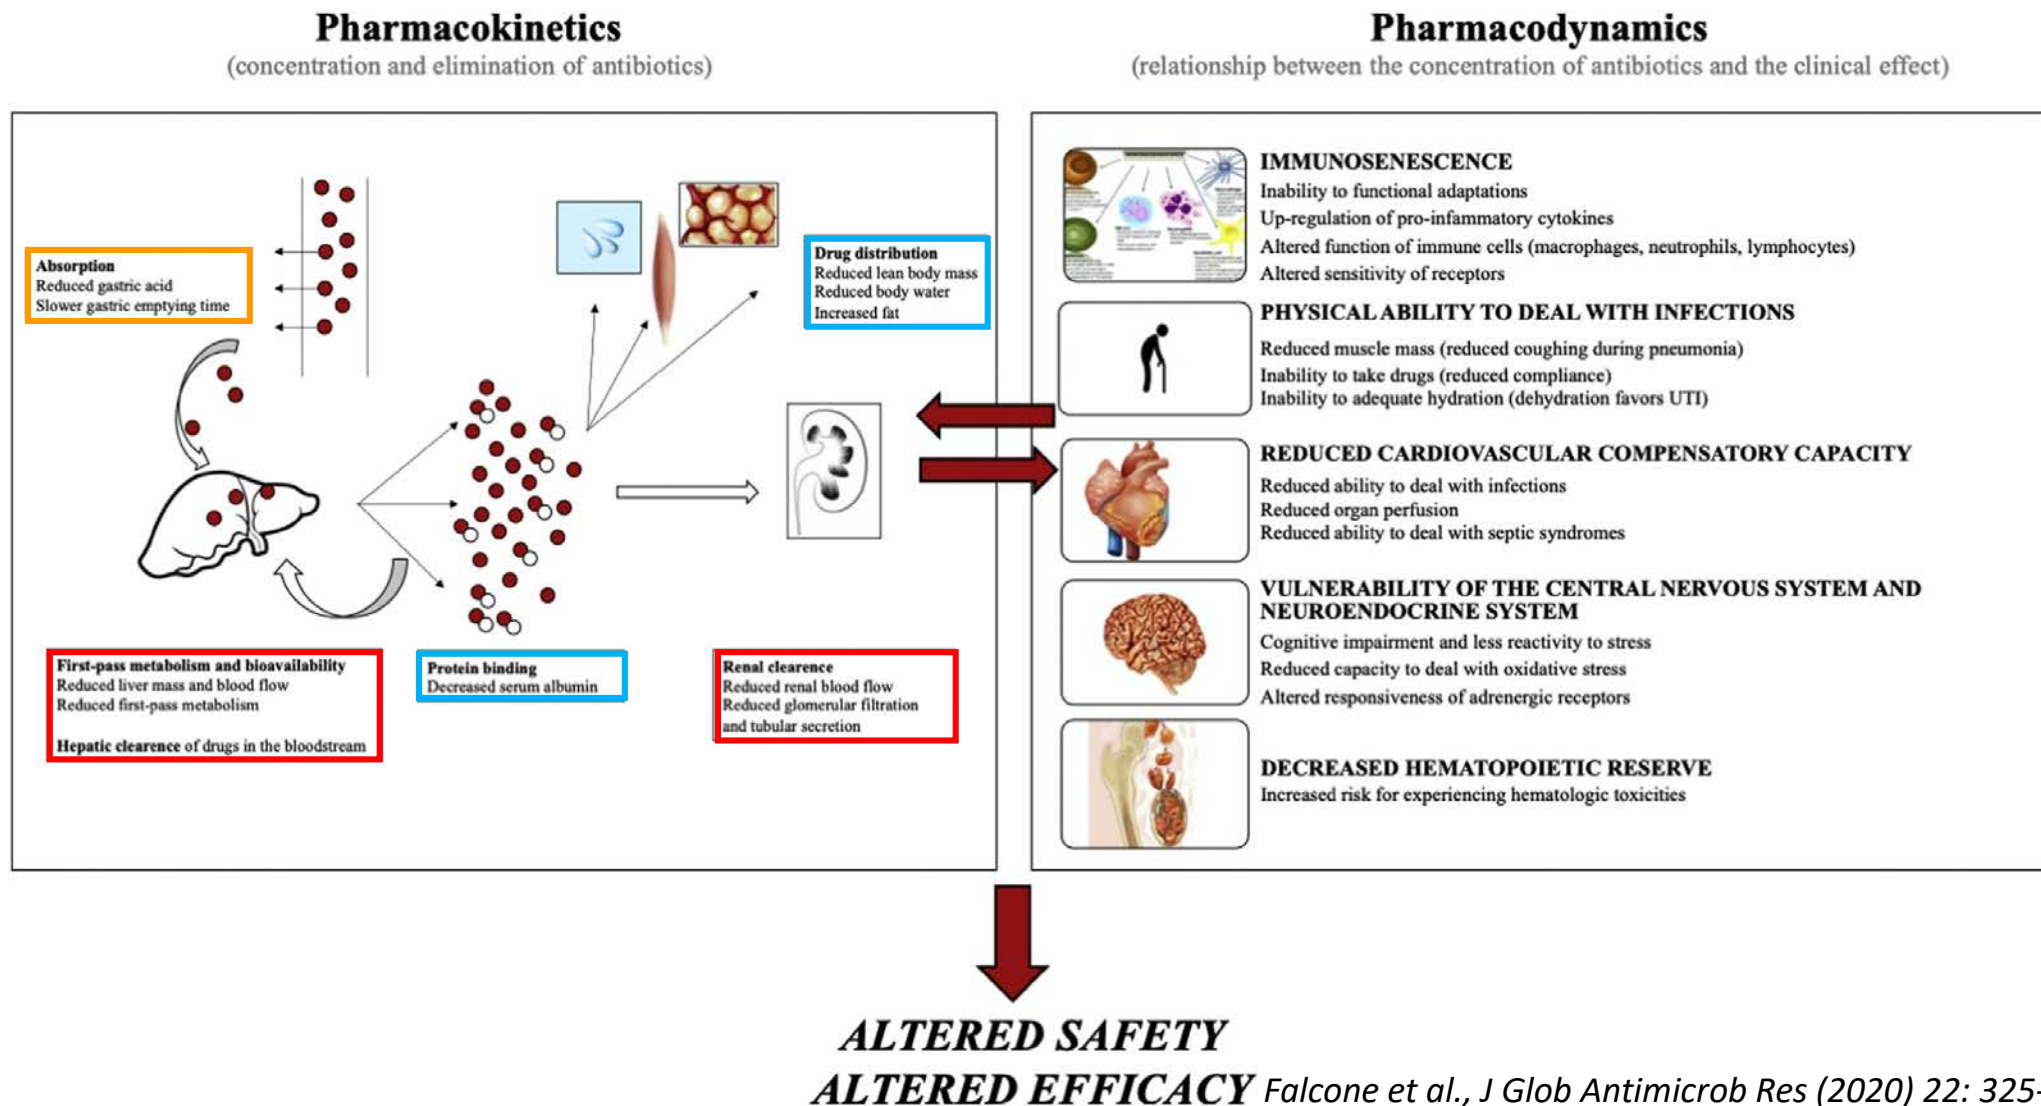 Pharmacokinetics
(concentration and elimination of antibiotics)
Absorption
Reduced gastric acid
Slower gastric emptying time
Drug distribution
Reduced lean body mass
Reduced body water
Increased fat
First-pass metabolism and bioavailability
Reduced liver mass and blood flow
Reduced first-pass metabolism
Hepatic clearence of drugs in the bloodstream
Protein binding
Decreased serum albumin
Renal clearence
Reduced renal blood flow
Reduced glomerular filtration
and tubular secretion
Pharmacodynamics
(relationship between the concentration of antibiotics and the clinical effect)
IMMUNOSENESCENCE
Inability to functional adaptations
Up-regulation of pro-infammatory cytokines
Altered function of immune cells (macrophages, neutrophils, lymphocytes)
Altered sensitivity of receptors
PHYSICAL ABILITY TO DEAL WITH INFECTIONS
Reduced muscle mass (reduced coughing during pneumonia)
Inability to take drugs (reduced compliance)
Inability to adequate hydration (dehydration favors UTI)
REDUCED CARDIOVASCULAR COMPENSATORY CAPACITY
Reduced ability to deal with infections
Reduced organ perfusion
Reduced ability to deal with septic syndromes
VULNERABILITY OF THE CENTRAL NERVOUS SYSTEM AND
NEUROENDOCRINE SYSTEM
Cognitive impairment and less reactivity to stress
Reduced capacity to deal with oxidative stress
Altered responsiveness of adrenergic receptors
DECREASED HEMATOPOIETIC RESERVE
Increased risk for experiencing hematologic toxicities
ALTERED SAFETY
ALTERED EFFICACY
Falcone et al., J Glob Antimicrob Res (2020) 22: 325-